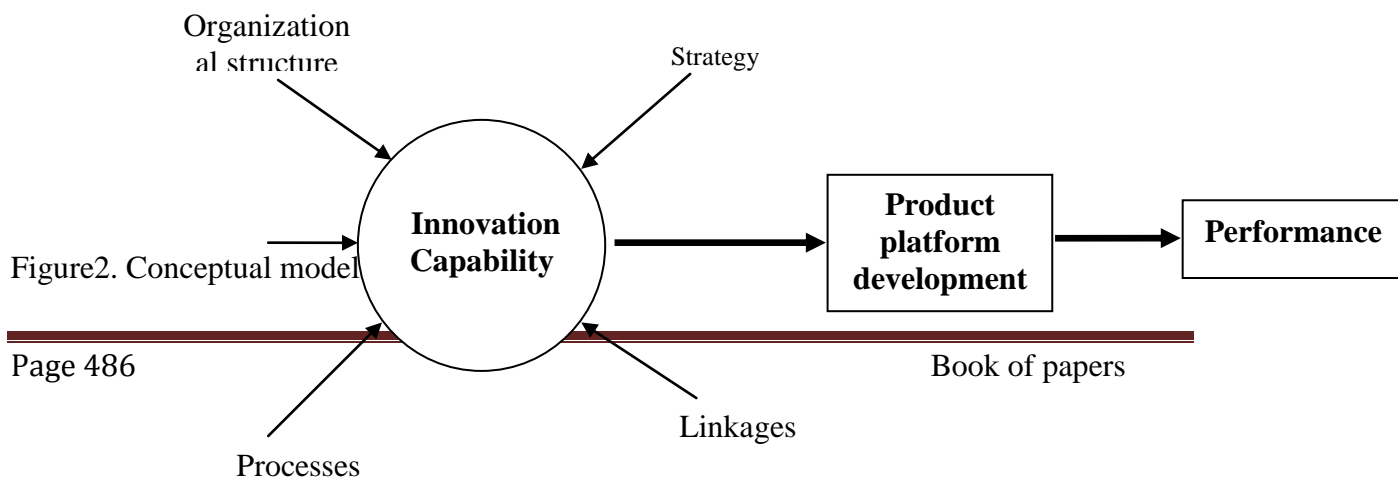 Organization
al structure
Strategy
Innovation
Capability
Product
platform
development
Performance
Figure2. Conceptual model
Page 486
Book of papers
Linkages
Processes